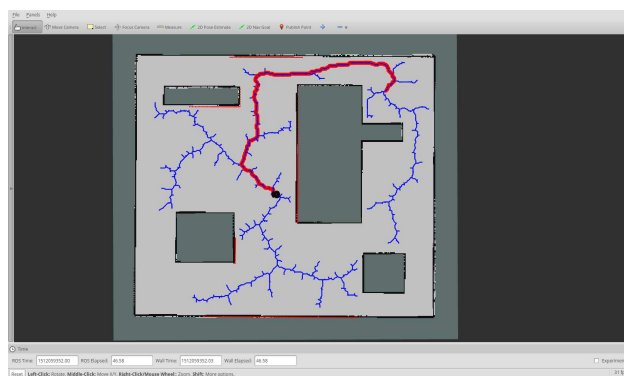 File Panels Help
Interact Move Camera Select Focus Camera Measure 2D Pose Estimate 2D Nav Goal Publish Point
Time
ROS Time: 1512059352.00 ROS Elapsed: 46.58 Wall Time: 1512059352.03 Wall Elapsed: 46.58 Experimental
Reset Left-Click: Rotate. Middle-Click: Move X/Y. Right-Click/Mouse Wheel: Zoom. Shift: More options. 31 fps